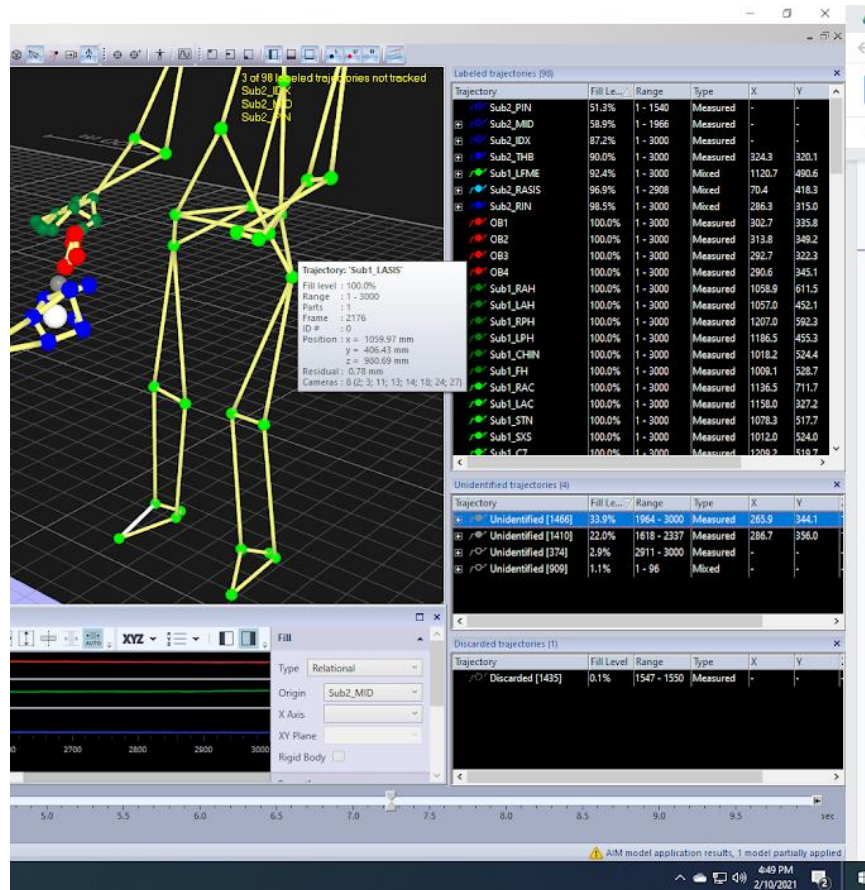 3 of 98 labeled trajectories not tracked
Sub2_IDX
Sub2_MID
Sub2_PIN
Trajectory: 'Sub1_LASIS'
Fill level : 100.0%
Range : 1 - 3000
Parts : 1
Frame : 2176
ID # : 0
Position : x = 1059.97 mm
y = 406.43 mm
z = 980.69 mm
Residual : 0.78 mm
Cameras : 8 (2; 3; 11; 13; 14; 18; 24; 27)
Labeled trajectories (98)
Trajectory Fill Le... Range Type X Y
Sub2_PIN 51.3% 1 - 1540 Measured - -
Sub2_MID 58.9% 1 - 1966 Measured - -
Sub2_IDX 87.2% 1 - 3000 Measured - -
Sub2_THB 90.0% 1 - 3000 Measured 324.3 320.1
Sub1_LFME 92.4% 1 - 3000 Mixed 1120.7 490.6
Sub2_RASIS 96.9% 1 - 2908 Mixed 70.4 418.3
Sub2_RIN 98.5% 1 - 3000 Mixed 286.3 315.0
OB1 100.0% 1 - 3000 Measured 302.7 335.8
OB2 100.0% 1 - 3000 Measured 313.8 349.2
OB3 100.0% 1 - 3000 Measured 292.7 322.3
OB4 100.0% 1 - 3000 Measured 290.6 345.1
Sub1_RAH 100.0% 1 - 3000 Measured 1058.9 611.5
Sub1_LAH 100.0% 1 - 3000 Measured 1057.0 452.1
Sub1_RPH 100.0% 1 - 3000 Measured 1207.0 592.3
Sub1_LPH 100.0% 1 - 3000 Measured 1186.5 455.3
Sub1_CHIN 100.0% 1 - 3000 Measured 1018.2 524.4
Sub1_FH 100.0% 1 - 3000 Measured 1009.1 528.7
Sub1_RAC 100.0% 1 - 3000 Measured 1136.5 711.7
Sub1_LAC 100.0% 1 - 3000 Measured 1158.0 327.2
Sub1_STN 100.0% 1 - 3000 Measured 1078.3 517.7
Sub1_SXS 100.0% 1 - 3000 Measured 1012.0 524.0
Sub1_C7 100.0% 1 - 3000 Measured 1209.2 519.7
Unidentified trajectories (4)
Trajectory Fill Le... Range Type X Y
Unidentified [1466] 33.9% 1964 - 3000 Measured 265.9 344.1
Unidentified [1410] 22.0% 1618 - 2337 Measured 286.7 356.0
Unidentified [374] 2.9% 2911 - 3000 Measured - -
Unidentified [909] 1.1% 1 - 96 Mixed - -
Discarded trajectories (1)
Trajectory Fill Level Range Type X Y
Discarded [1435] 0.1% 1547 - 1550 Measured - -
AUTO XYZ
Fill
Type Relational
Origin Sub2_MID
X Axis
XY Plane
Rigid Body
2700 2800 2900 3000
5.0 5.5 6.0 6.5 7.0 7.5 8.0 8.5 9.0 9.5 sec
AIM model application results, 1 model partially applied
4:49 PM
2/10/2021
2